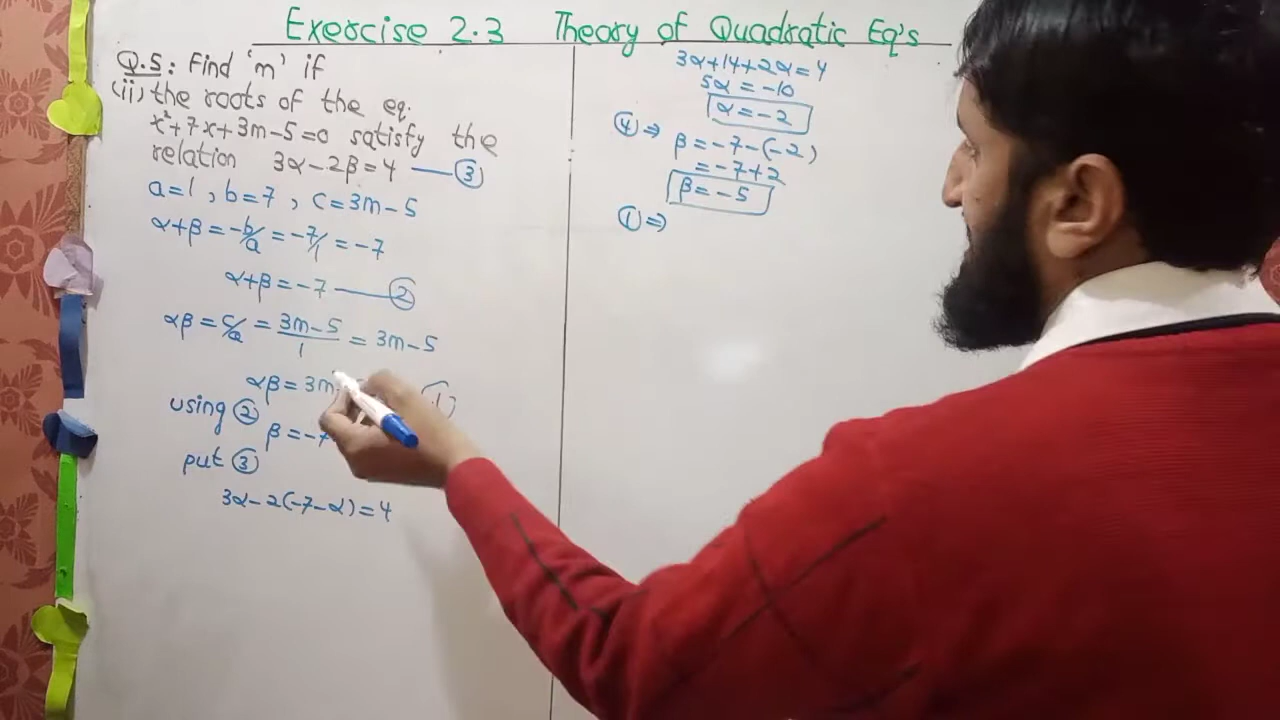 Exercise 2.3 Theory of Quadratic Eq's
Q.5: Find 'm' if
(ii) the roots of the eq.
x²+7x+3m-5=0 satisfy the
relation 3α-2β=4 — ③
a=1, b=7, c=3m-5
α+β = -b/a = -7/1 = -7
α+β = -7 — ②
αβ = c/a = 3m-5/1 = 3m-5
αβ = 3m
①
using ②
β = -7
put ③
3α-2(-7-α)=4
3α+14+2α=4
5α = -10
α = -2
④ ⇒ β = -7-(-2)
= -7+2
β = -5
① ⇒